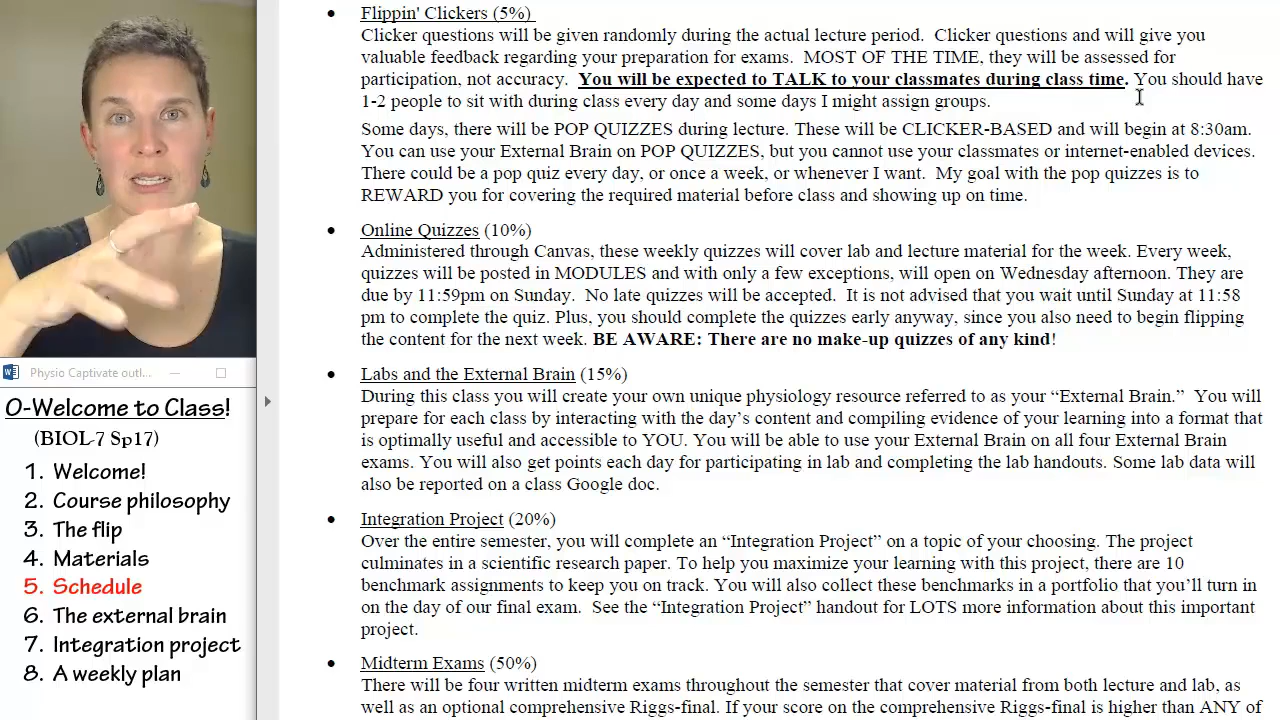 Physio Captivate outl...
O-Welcome to Class!
(BIOL-7 Sp17)
1. Welcome!
2. Course philosophy
3. The flip
4. Materials
5. Schedule
6. The external brain
7. Integration project
8. A weekly plan
• Flippin' Clickers (5%)
Clicker questions will be given randomly during the actual lecture period.  Clicker questions and will give you
valuable feedback regarding your preparation for exams.  MOST OF THE TIME, they will be assessed for
participation, not accuracy.  You will be expected to TALK to your classmates during class time. You should have
1-2 people to sit with during class every day and some days I might assign groups.
Some days, there will be POP QUIZZES during lecture. These will be CLICKER-BASED and will begin at 8:30am.
You can use your External Brain on POP QUIZZES, but you cannot use your classmates or internet-enabled devices.
There could be a pop quiz every day, or once a week, or whenever I want.  My goal with the pop quizzes is to
REWARD you for covering the required material before class and showing up on time.
• Online Quizzes (10%)
Administered through Canvas, these weekly quizzes will cover lab and lecture material for the week. Every week,
quizzes will be posted in MODULES and with only a few exceptions, will open on Wednesday afternoon. They are
due by 11:59pm on Sunday.  No late quizzes will be accepted.  It is not advised that you wait until Sunday at 11:58
pm to complete the quiz. Plus, you should complete the quizzes early anyway, since you also need to begin flipping
the content for the next week. BE AWARE: There are no make-up quizzes of any kind!
• Labs and the External Brain (15%)
During this class you will create your own unique physiology resource referred to as your “External Brain.”  You will
prepare for each class by interacting with the day’s content and compiling evidence of your learning into a format that
is optimally useful and accessible to YOU. You will be able to use your External Brain on all four External Brain
exams. You will also get points each day for participating in lab and completing the lab handouts. Some lab data will
also be reported on a class Google doc.
• Integration Project (20%)
Over the entire semester, you will complete an “Integration Project” on a topic of your choosing. The project
culminates in a scientific research paper. To help you maximize your learning with this project, there are 10
benchmark assignments to keep you on track. You will also collect these benchmarks in a portfolio that you’ll turn in
on the day of our final exam.  See the “Integration Project” handout for LOTS more information about this important
project.
• Midterm Exams (50%)
There will be four written midterm exams throughout the semester that cover material from both lecture and lab, as
well as an optional comprehensive Riggs-final. If your score on the comprehensive Riggs-final is higher than ANY of